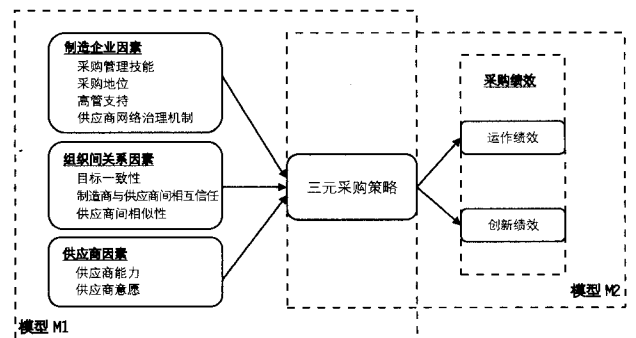 制造企业因素
采购管理技能
采购地位
高管支持
供应商网络治理机制
组织间关系因素
目标一致性
制造商与供应商间相互信任
供应商间相似性
供应商因素
供应商能力
供应商意愿
三元采购策略
采购绩效
运作绩效
创新绩效
模型 M1
模型 M2